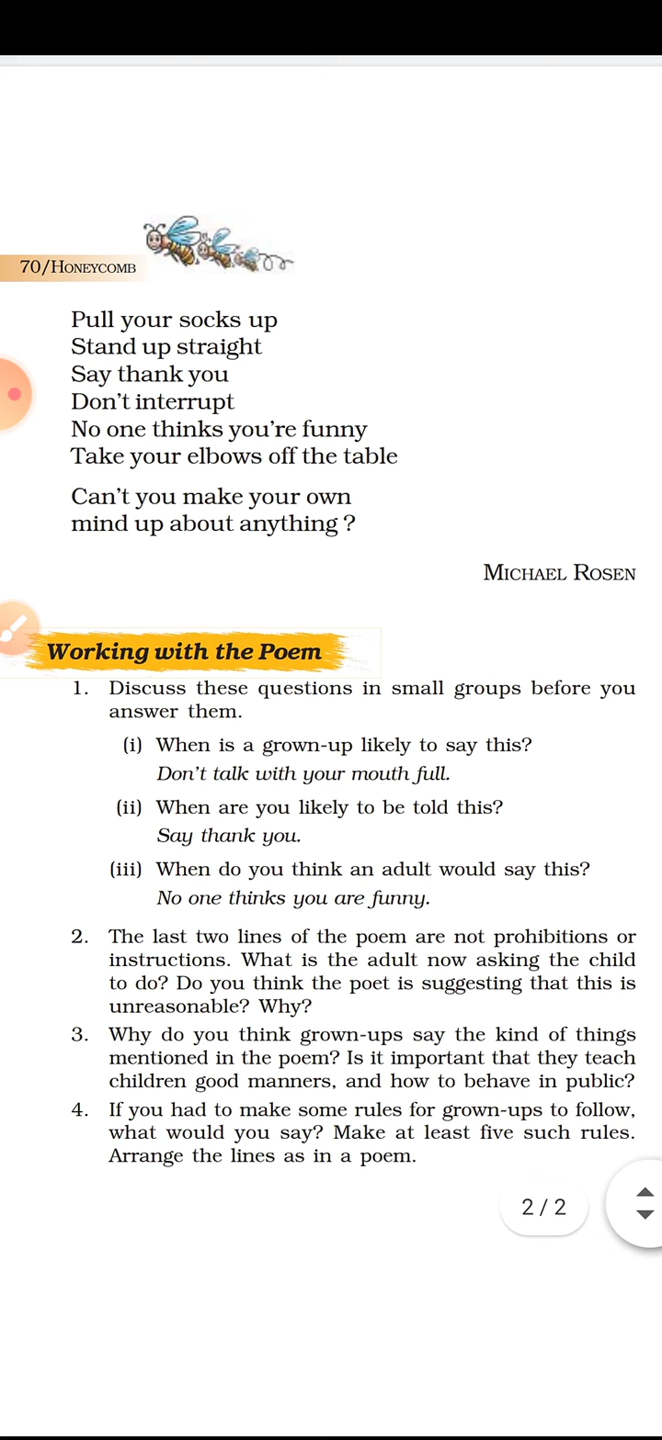 70/HONEYCOMB
Pull your socks up
Stand up straight
Say thank you
Don't interrupt
No one thinks you're funny
Take your elbows off the table
Can't you make your own
mind up about anything ?
MICHAEL ROSEN
Working with the Poem
1. Discuss these questions in small groups before you
answer them.
(i) When is a grown-up likely to say this?
Don't talk with your mouth full.
(ii) When are you likely to be told this?
Say thank you.
(iii) When do you think an adult would say this?
No one thinks you are funny.
2. The last two lines of the poem are not prohibitions or
instructions. What is the adult now asking the child
to do? Do you think the poet is suggesting that this is
unreasonable? Why?
3. Why do you think grown-ups say the kind of things
mentioned in the poem? Is it important that they teach
children good manners, and how to behave in public?
4. If you had to make some rules for grown-ups to follow,
what would you say? Make at least five such rules.
Arrange the lines as in a poem.
2 / 2